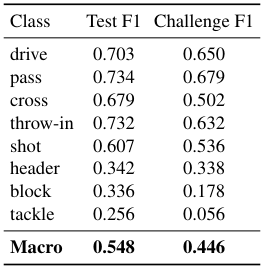 Class Test F1 Challenge F1
drive 0.703 0.650
pass 0.734 0.679
cross 0.679 0.502
throw-in 0.732 0.632
shot 0.607 0.536
header 0.342 0.338
block 0.336 0.178
tackle 0.256 0.056
Macro 0.548 0.446